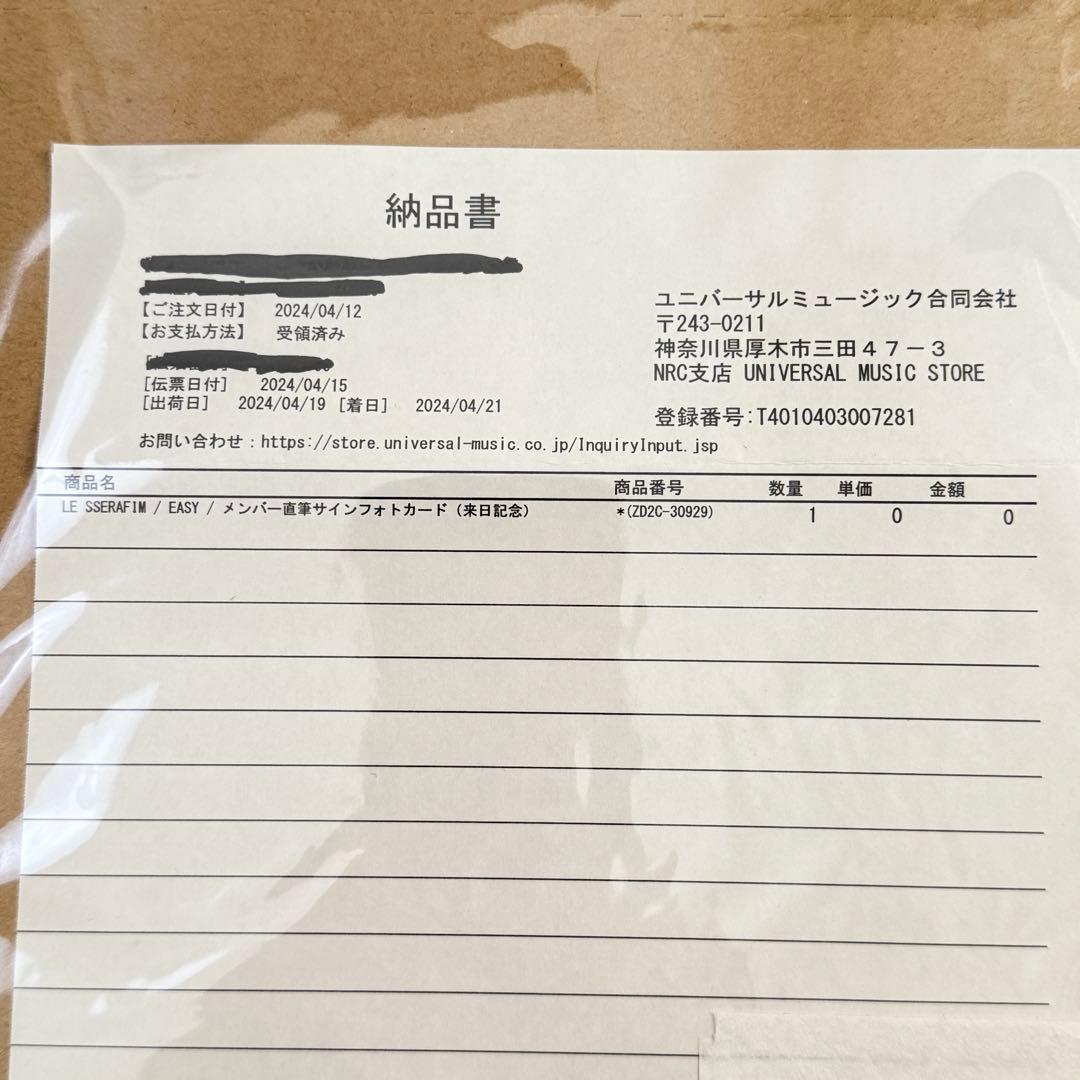 納品書
【ご注文日付】 2024/04/12
【お支払方法】 受領済み
[伝票日付] 2024/04/15
[出荷日] 2024/04/19 [着日] 2024/04/21
お問い合わせ：https://store.universal-music.co.jp/InquiryInput.jsp
ユニバーサルミュージック合同会社
〒243-0211
神奈川県厚木市三田４７－３
NRC支店 UNIVERSAL MUSIC STORE
登録番号:T4010403007281
商品名 商品番号 数量 単価 金額
LE SSERAFIM / EASY / メンバー直筆サインフォトカード（来日記念） *(ZD2C-30929) 1 0 0